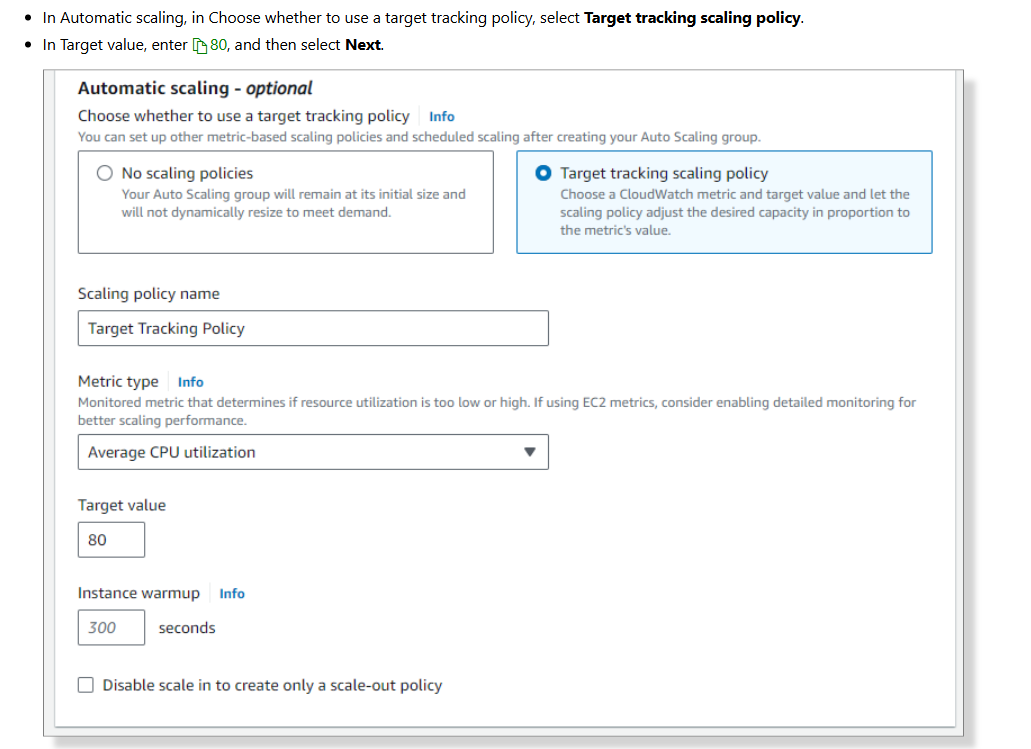 In Automatic scaling, in Choose whether to use a target tracking policy, select Target tracking scaling policy.
In Target value, enter 80, and then select Next.
Automatic scaling - optional
Choose whether to use a target tracking policy Info
You can set up other metric-based scaling policies and scheduled scaling after creating your Auto Scaling group.
No scaling policies
Your Auto Scaling group will remain at its initial size and
will not dynamically resize to meet demand.
Target tracking scaling policy
Choose a CloudWatch metric and target value and let the
scaling policy adjust the desired capacity in proportion to
the metric's value.
Scaling policy name
Target Tracking Policy
Metric type Info
Monitored metric that determines if resource utilization is too low or high. If using EC2 metrics, consider enabling detailed monitoring for
better scaling performance.
Average CPU utilization
Target value
80
Instance warmup Info
300 seconds
Disable scale in to create only a scale-out policy